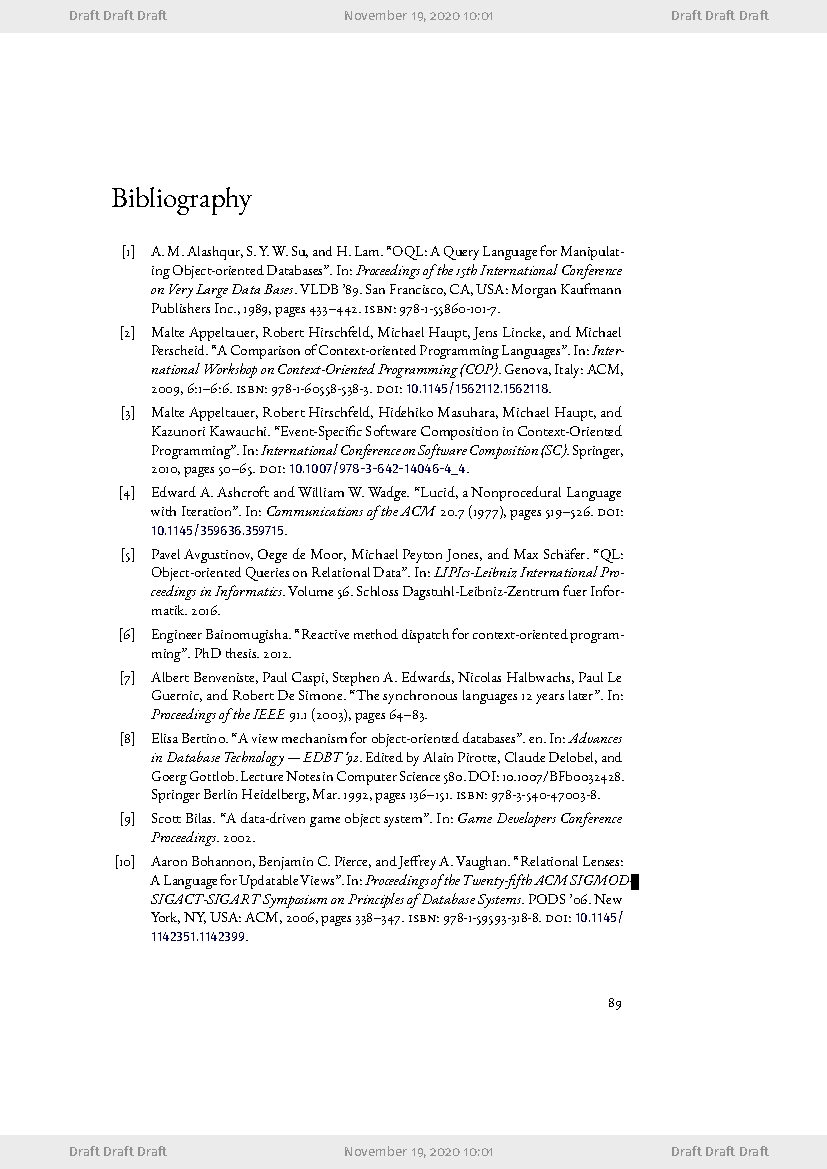 Draft Draft Draft November 19, 2020 10:01 Draft Draft Draft
Bibliography
[1] A. M. Alashqur, S. Y. W. Su, and H. Lam. “OQL: A Query Language for Manipulat-
ing Object-oriented Databases”. In: Proceedings of the 15th International Conference
on Very Large Data Bases. VLDB ’89. San Francisco, CA, USA: Morgan Kaufmann
Publishers Inc., 1989, pages 433–442. ISBN: 978-1-55860-101-7.
[2] Malte Appeltauer, Robert Hirschfeld, Michael Haupt, Jens Lincke, and Michael
Perscheid. “A Comparison of Context-oriented Programming Languages”. In: Inter-
national Workshop on Context-Oriented Programming (COP). Genova, Italy: ACM,
2009, 6:1–6:6. ISBN: 978-1-60558-538-3. DOI: 10.1145/1562112.1562118.
[3] Malte Appeltauer, Robert Hirschfeld, Hidehiko Masuhara, Michael Haupt, and
Kazunori Kawauchi. “Event-Specific Software Composition in Context-Oriented
Programming”. In: International Conference on Software Composition (SC). Springer,
2010, pages 50–65. DOI: 10.1007/978-3-642-14046-4_4.
[4] Edward A. Ashcroft and William W. Wadge. “Lucid, a Nonprocedural Language
with Iteration”. In: Communications of the ACM 20.7 (1977), pages 519–526. DOI:
10.1145/359636.359715.
[5] Pavel Avgustinov, Oege de Moor, Michael Peyton Jones, and Max Schäfer. “QL:
Object-oriented Queries on Relational Data”. In: LIPIcs-Leibniz International Pro-
ceedings in Informatics. Volume 56. Schloss Dagstuhl-Leibniz-Zentrum fuer Infor-
matik. 2016.
[6] Engineer Bainomugisha. “Reactive method dispatch for context-oriented program-
ming”. PhD thesis. 2012.
[7] Albert Benveniste, Paul Caspi, Stephen A. Edwards, Nicolas Halbwachs, Paul Le
Guernic, and Robert De Simone. “The synchronous languages 12 years later”. In:
Proceedings of the IEEE 91.1 (2003), pages 64–83.
[8] Elisa Bertino. “A view mechanism for object-oriented databases”. en. In: Advances
in Database Technology — EDBT ’92. Edited by Alain Pirotte, Claude Delobel, and
Goerg Gottlob. Lecture Notes in Computer Science 580. DOI: 10.1007/BFb0032428.
Springer Berlin Heidelberg, Mar. 1992, pages 136–151. ISBN: 978-3-540-47003-8.
[9] Scott Bilas. “A data-driven game object system”. In: Game Developers Conference
Proceedings. 2002.
[10] Aaron Bohannon, Benjamin C. Pierce, and Jeffrey A. Vaughan. “Relational Lenses:
A Language for Updatable Views”. In: Proceedings of the Twenty-fifth ACM SIGMOD-
SIGACT-SIGART Symposium on Principles of Database Systems. PODS ’06. New
York, NY, USA: ACM, 2006, pages 338–347. ISBN: 978-1-59593-318-8. DOI: 10.1145/
1142351.1142399.
89
Draft Draft Draft November 19, 2020 10:01 Draft Draft Draft